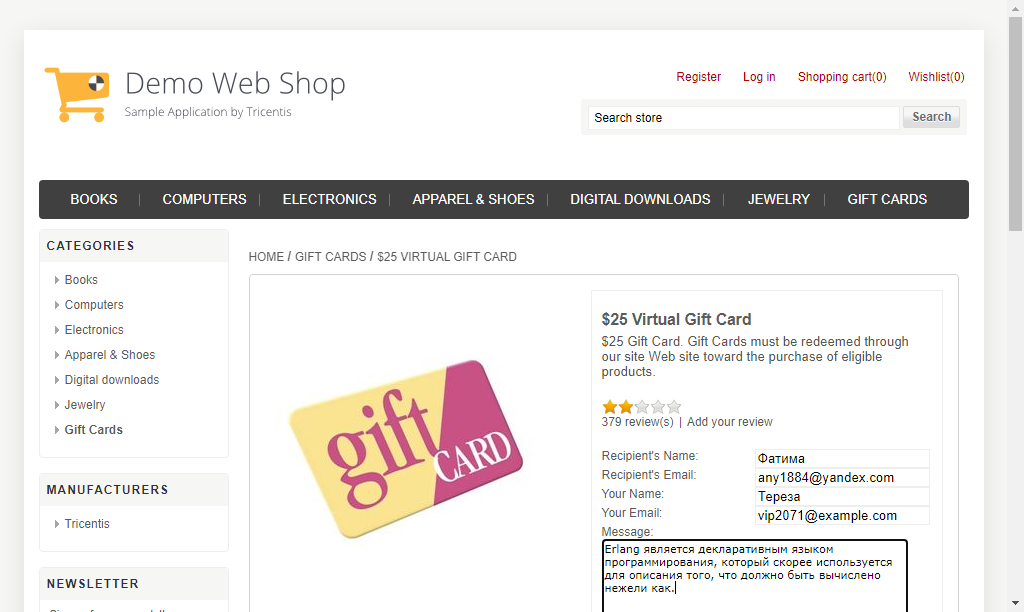 Demo Web Shop
Sample Application by Tricentis
Register Log in Shopping cart(0) Wishlist(0)
Search store Search
BOOKS | COMPUTERS | ELECTRONICS | APPAREL & SHOES | DIGITAL DOWNLOADS | JEWELRY | GIFT CARDS
CATEGORIES
Books
Computers
Electronics
Apparel & Shoes
Digital downloads
Jewelry
Gift Cards
MANUFACTURERS
Tricentis
NEWSLETTER
HOME / GIFT CARDS / $25 VIRTUAL GIFT CARD
gift
CARD
$25 Virtual Gift Card
$25 Gift Card. Gift Cards must be redeemed through
our site Web site toward the purchase of eligible
products.
379 review(s) | Add your review
Recipient's Name: Фатима
Recipient's Email: any1884@yandex.com
Your Name: Тереза
Your Email: vip2071@example.com
Message:
Erlang является декларативным языком
программирования, который скорее используется
для описания того, что должно быть вычислено
нежели как.